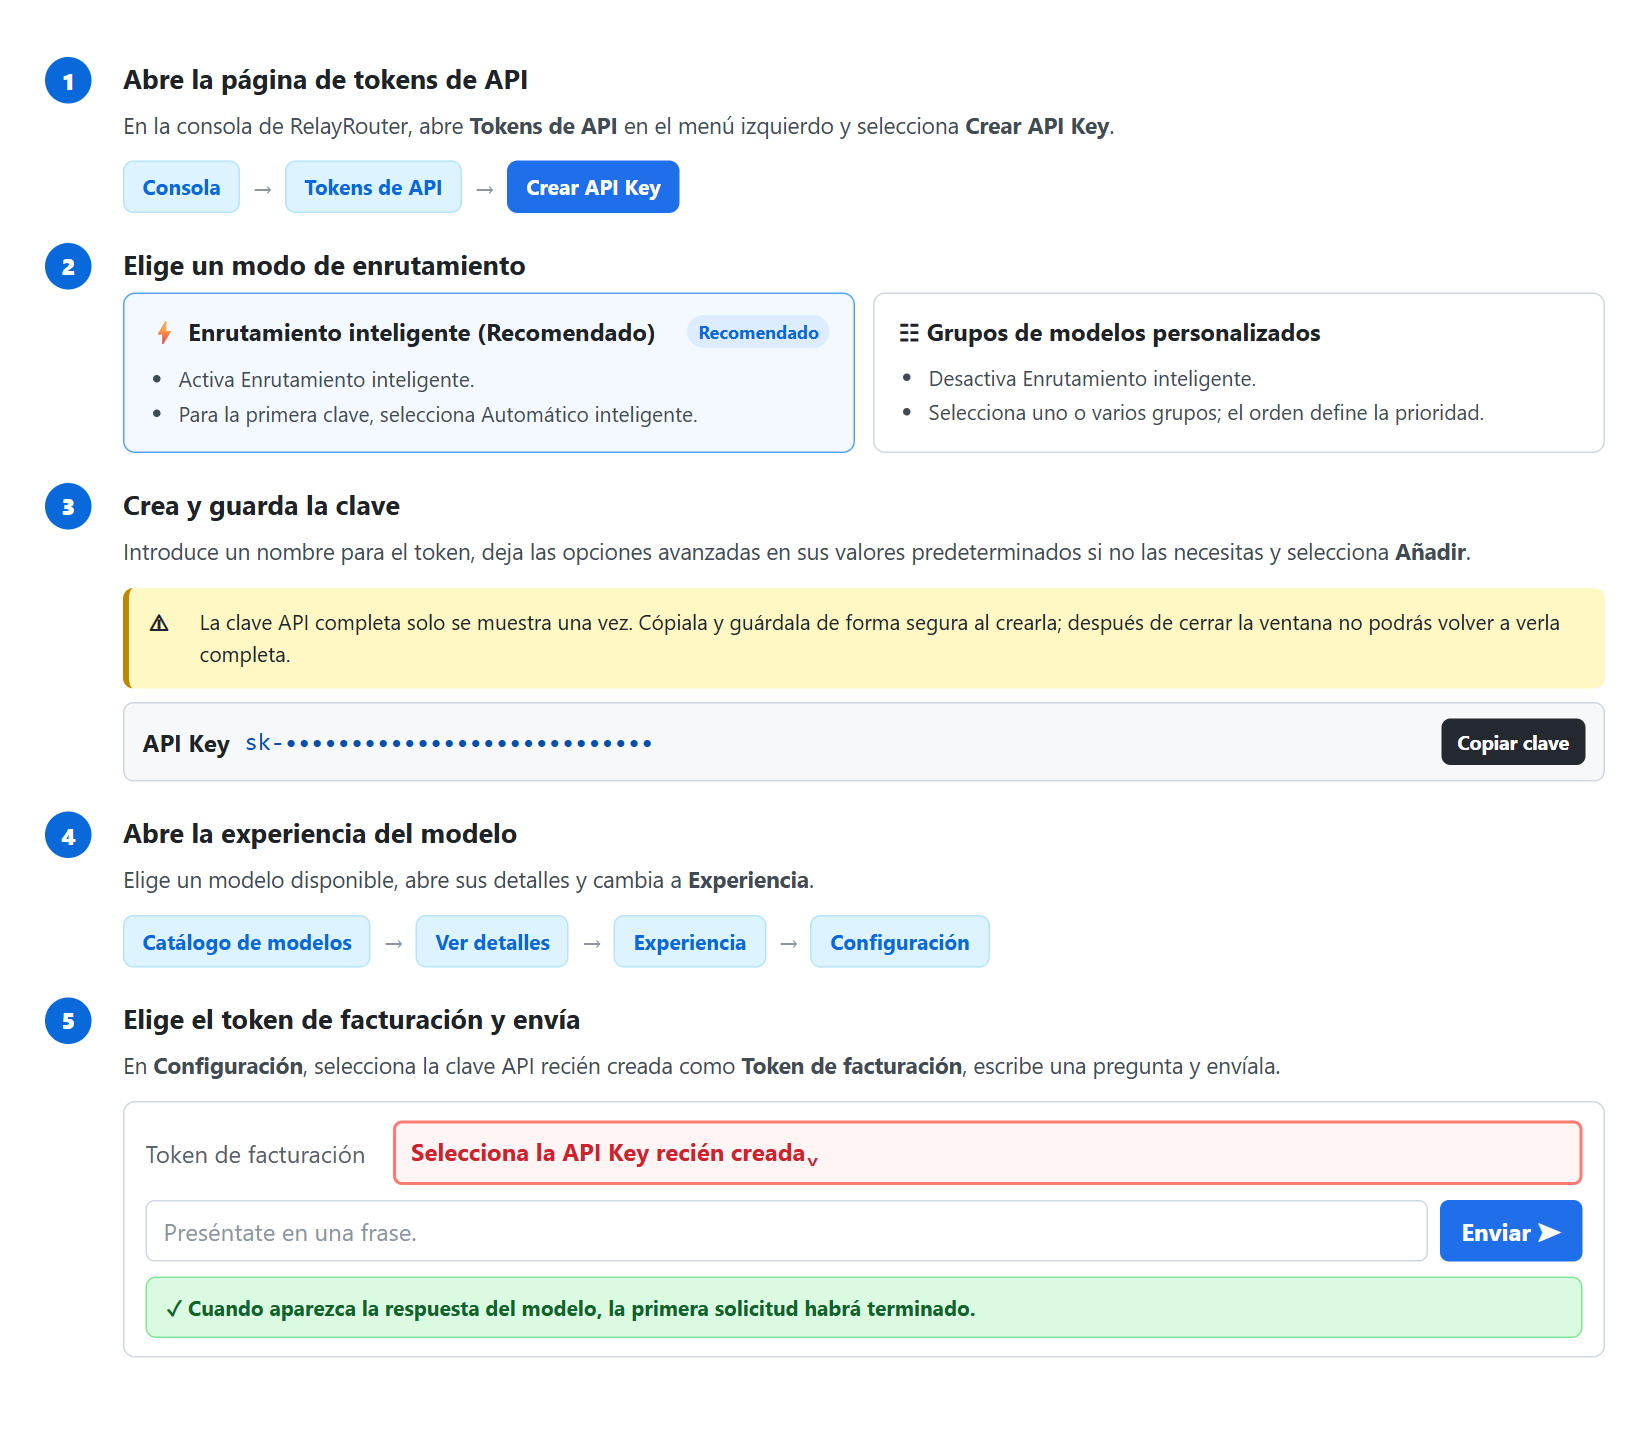 1 Abre la página de tokens de API
En la consola de RelayRouter, abre Tokens de API en el menú izquierdo y selecciona Crear API Key.
Consola → Tokens de API → Crear API Key
2 Elige un modo de enrutamiento
Enrutamiento inteligente (Recomendado) Recomendado
• Activa Enrutamiento inteligente.
• Para la primera clave, selecciona Automático inteligente.
Grupos de modelos personalizados
• Desactiva Enrutamiento inteligente.
• Selecciona uno o varios grupos; el orden define la prioridad.
3 Crea y guarda la clave
Introduce un nombre para el token, deja las opciones avanzadas en sus valores predeterminados si no las necesitas y selecciona Añadir.
⚠ La clave API completa solo se muestra una vez. Cópiala y guárdala de forma segura al crearla; después de cerrar la ventana no podrás volver a verla
completa.
API Key sk-•••••••••••••••••••••••••••• Copiar clave
4 Abre la experiencia del modelo
Elige un modelo disponible, abre sus detalles y cambia a Experiencia.
Catálogo de modelos → Ver detalles → Experiencia → Configuración
5 Elige el token de facturación y envía
En Configuración, selecciona la clave API recién creada como Token de facturación, escribe una pregunta y envíala.
Token de facturación Selecciona la API Key recién creada
Preséntate en una frase. Enviar ➤
✓ Cuando aparezca la respuesta del modelo, la primera solicitud habrá terminado.